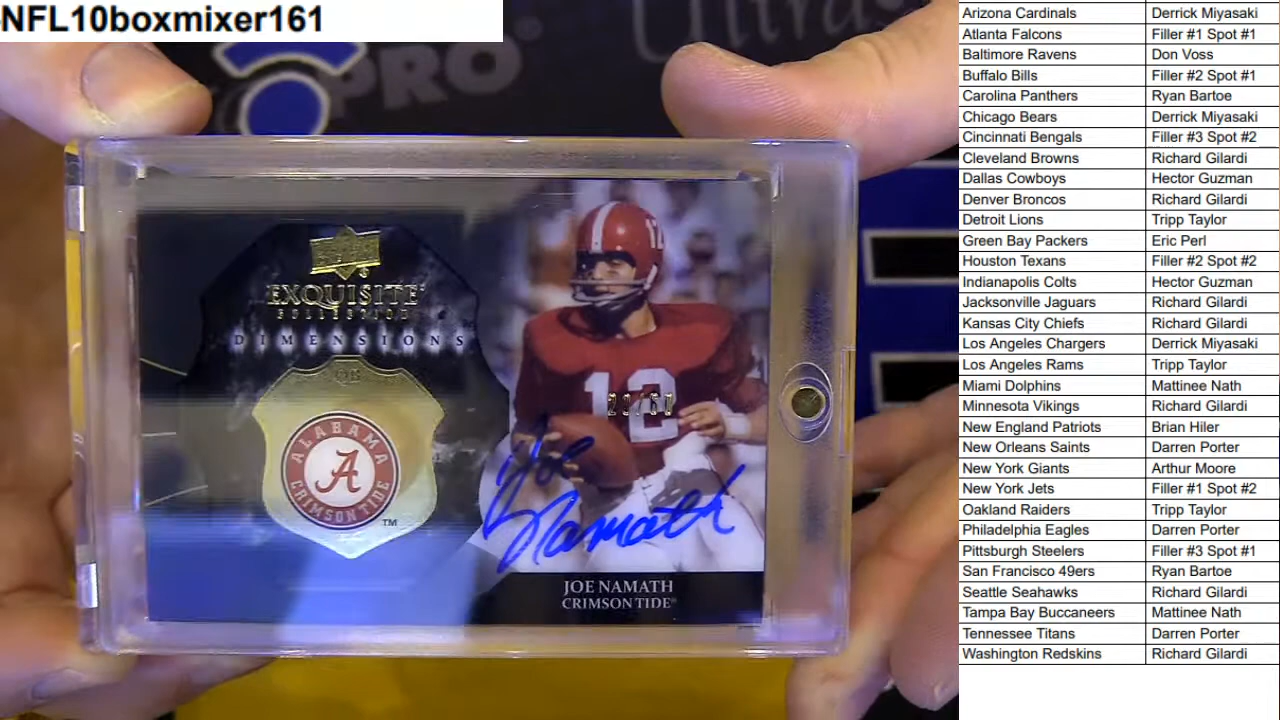 NFL10boxmixer161
PRO
Ultra
UPPER DECK
EXQUISITE
COLLECTION
DIMENSIONS
QB
ALABAMA
A
CRIMSON TIDE
TM
12
12
Joe
Namath
JOE NAMATH
CRIMSON TIDE
Arizona Cardinals Derrick Miyasaki
Atlanta Falcons Filler #1 Spot #1
Baltimore Ravens Don Voss
Buffalo Bills Filler #2 Spot #1
Carolina Panthers Ryan Bartoe
Chicago Bears Derrick Miyasaki
Cincinnati Bengals Filler #3 Spot #2
Cleveland Browns Richard Gilardi
Dallas Cowboys Hector Guzman
Denver Broncos Richard Gilardi
Detroit Lions Tripp Taylor
Green Bay Packers Eric Perl
Houston Texans Filler #2 Spot #2
Indianapolis Colts Hector Guzman
Jacksonville Jaguars Richard Gilardi
Kansas City Chiefs Richard Gilardi
Los Angeles Chargers Derrick Miyasaki
Los Angeles Rams Tripp Taylor
Miami Dolphins Mattinee Nath
Minnesota Vikings Richard Gilardi
New England Patriots Brian Hiler
New Orleans Saints Darren Porter
New York Giants Arthur Moore
New York Jets Filler #1 Spot #2
Oakland Raiders Tripp Taylor
Philadelphia Eagles Darren Porter
Pittsburgh Steelers Filler #3 Spot #1
San Francisco 49ers Ryan Bartoe
Seattle Seahawks Richard Gilardi
Tampa Bay Buccaneers Mattinee Nath
Tennessee Titans Darren Porter
Washington Redskins Richard Gilardi